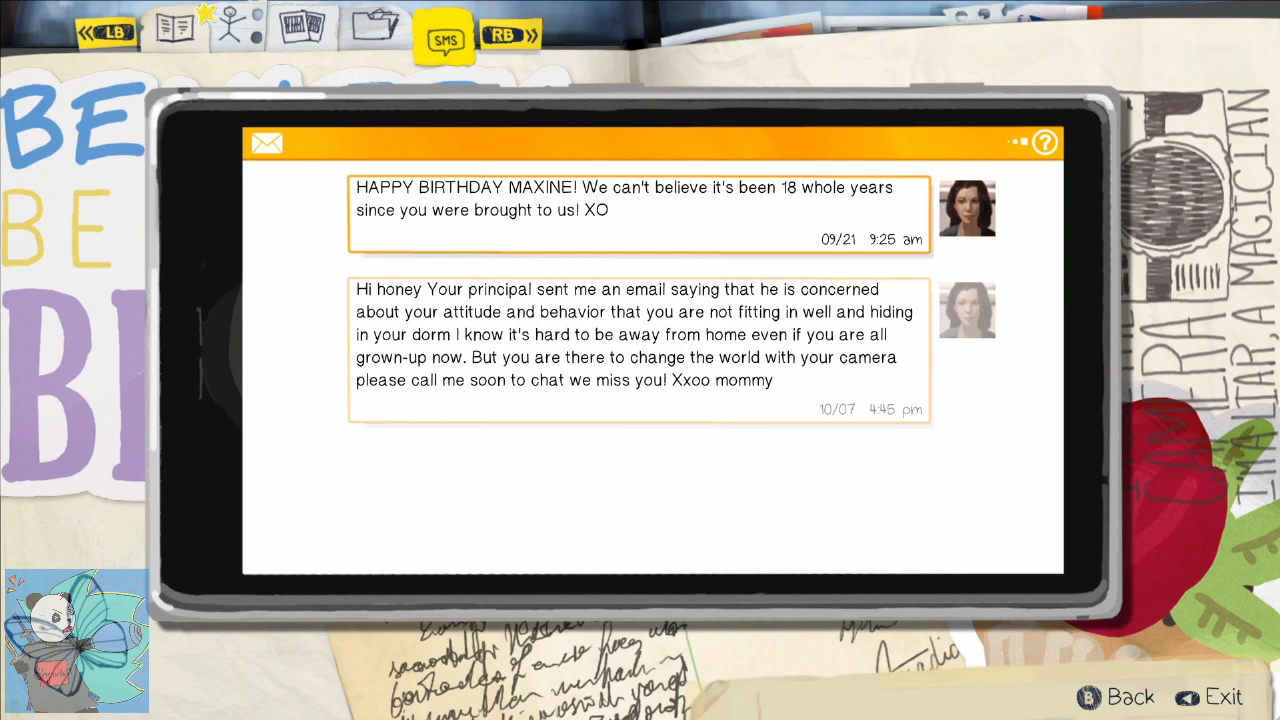 LB
SMS
RB
BE
BE
HAPPY BIRTHDAY MAXINE! We can't believe it's been 18 whole years
since you were brought to us! XO
09/21 9:25 am
Hi honey Your principal sent me an email saying that he is concerned
about your attitude and behavior that you are not fitting in well and hiding
in your dorm I know it's hard to be away from home even if you are all
grown-up now. But you are there to change the world with your camera
please call me soon to chat we miss you! Xxoo mommy
10/07 4:45 pm
I CAMERA
I'M A LIAR, A MAGICIAN
B Back
Exit